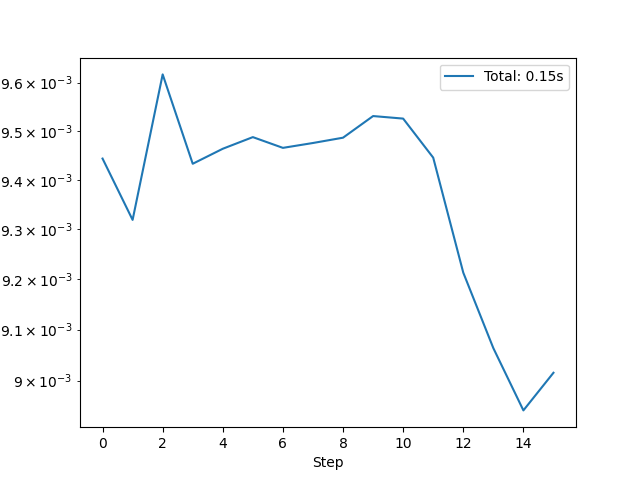 Total: 0.15s
9.6 × 10⁻³
9.5 × 10⁻³
9.4 × 10⁻³
9.3 × 10⁻³
9.2 × 10⁻³
9.1 × 10⁻³
9 × 10⁻³
0 2 4 6 8 10 12 14
Step